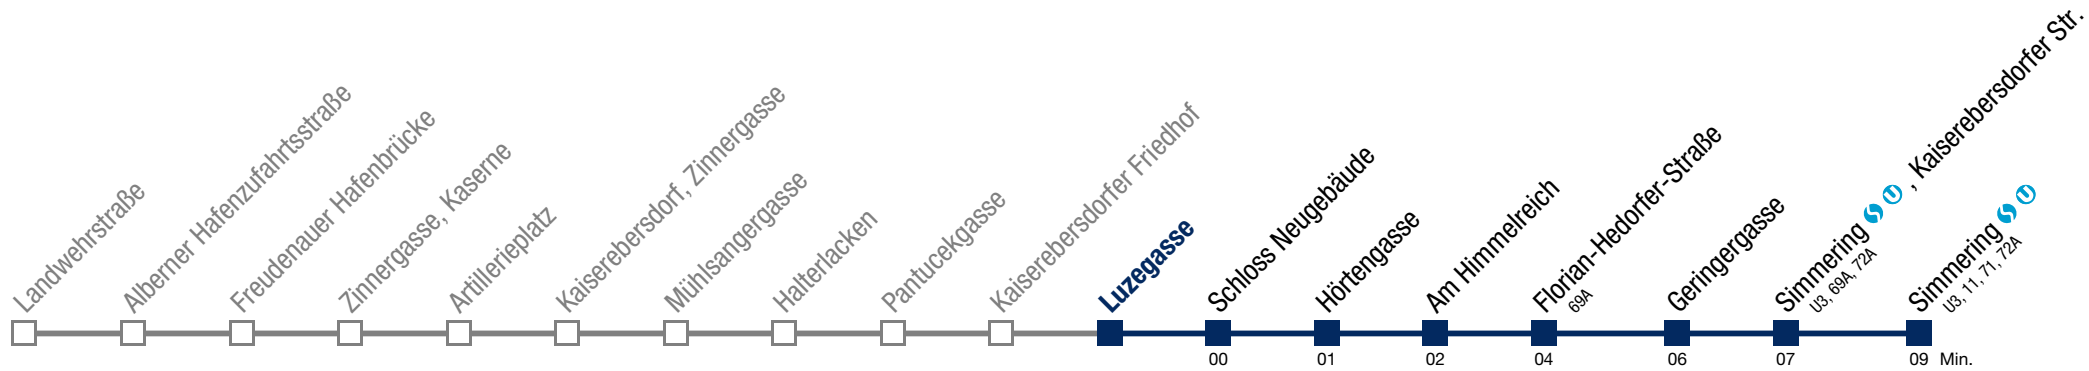 Landwehrstraße
Alberner Hafenzufahrtsstraße
Freudenauer Hafenbrücke
Zinnergasse, Kaserne
Artillerieplatz
Kaiserebersdorf, Zinnergasse
Mühlsangergasse
Halterlacken
Pantucekgasse
Kaiserebersdorfer Friedhof
Luzegasse
Schloss Neugebäude
Hörtengasse
Am Himmelreich
Florian-Hedorfer-Straße
69A
Geringergasse
Simmering S U , Kaiserebersdorfer Str.
U3, 69A, 72A
Simmering S U
U3, 11, 71, 72A
00 01 02 04 06 07 09 Min.